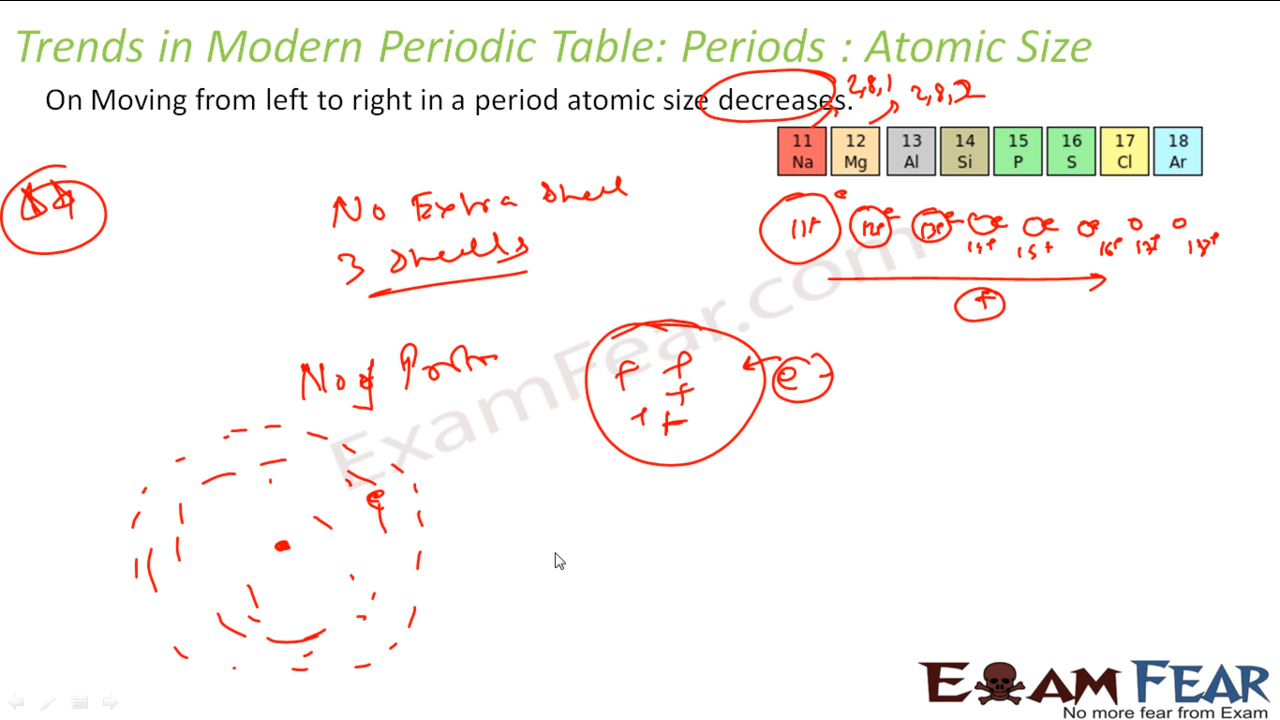 Trends in Modern Periodic Table: Periods : Atomic Size
On Moving from left to right in a period atomic size decreases.
2,8,1
2,8,2
11 12 13 14 15 16 17 18
Na Mg Al Si P S Cl Ar
No Extra Shell
3 Shells
11+ 12+ 13+
14+ 15+ 16+ 17+ 18+
+
No of
+ +
+
+ +
e-
e
ExamFear.com
EXAM FEAR
No more fear from Exam